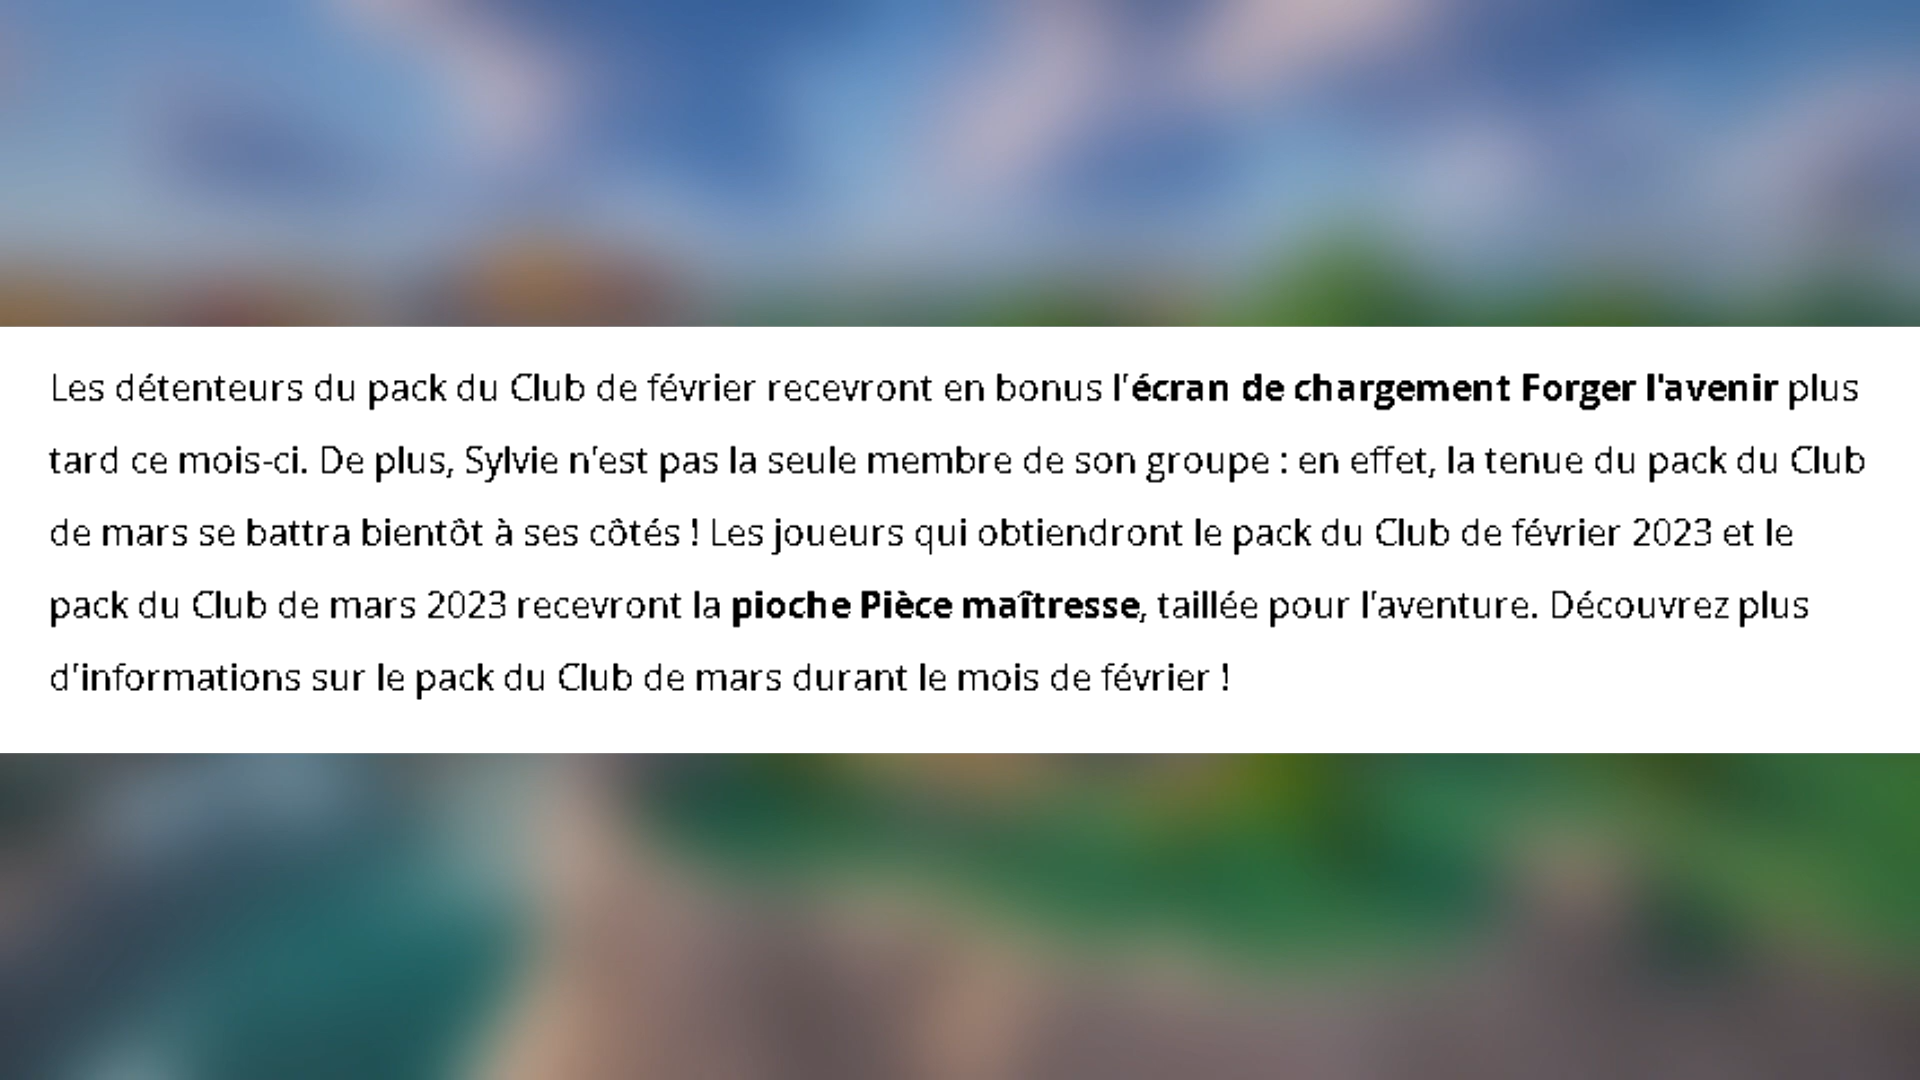 Les détenteurs du pack du Club de février recevront en bonus l'écran de chargement Forger l'avenir plus
tard ce mois-ci. De plus, Sylvie n'est pas la seule membre de son groupe : en effet, la tenue du pack du Club
de mars se battra bientôt à ses côtés ! Les joueurs qui obtiendront le pack du Club de février 2023 et le
pack du Club de mars 2023 recevront la pioche Pièce maîtresse, taillée pour l'aventure. Découvrez plus
d'informations sur le pack du Club de mars durant le mois de février !